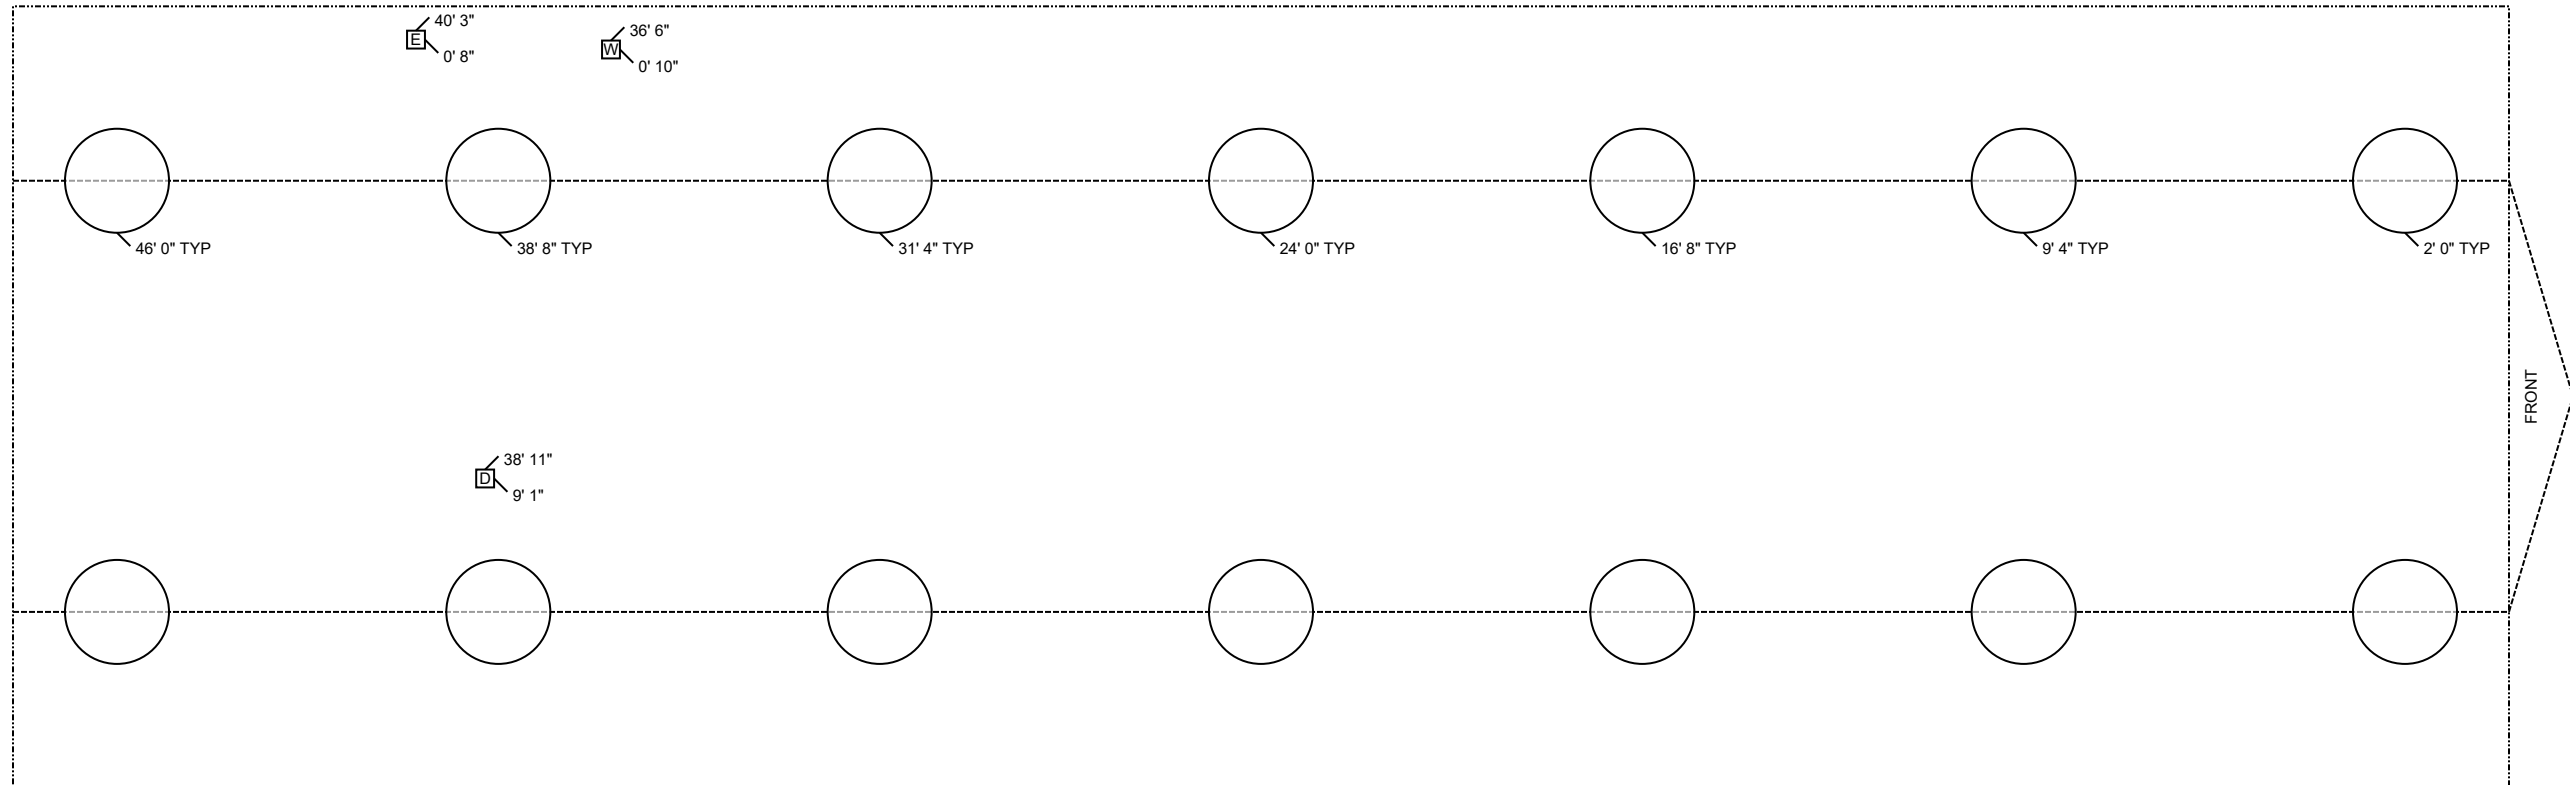 40' 3"
E
0' 8"
36' 6"
W
0' 10"
46' 0" TYP
38' 8" TYP
31' 4" TYP
24' 0" TYP
16' 8" TYP
9' 4" TYP
2' 0" TYP
FRONT
38' 11"
D
9' 1"